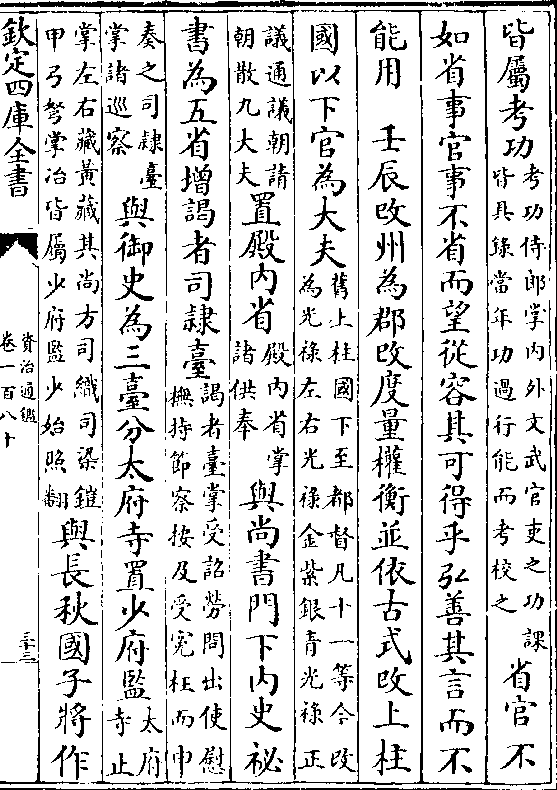 皆屬考功考功侍郎掌内外文武官吏之功課皆具錄當年功過行能而考校之省官不
如省事官事不省而望從容其可得乎弘善其言而不
能用　壬辰改州為郡改度量權衡並依古式改上柱
國以下官為大夫舊上柱國下至都督凡十一等今改為光祿左右光祿金紫銀青光祿正
議通議朝請朝散九大夫置殿内省殿内省掌諸供奉與尚書門下内史祕
書為五省增謁者司隷臺謁者臺掌受詔勞問出使慰撫持節察按及受寃枉而申
奏之司隷臺掌諸巡察與御史為三臺分太府寺置少府監太府寺止
掌左右藏黃藏其尚方司織司染鎧甲弓弩掌冶皆屬少府監少始照翻與長秋國子將作
欽定四庫全書
資治通鑑
卷一百八十
三十三